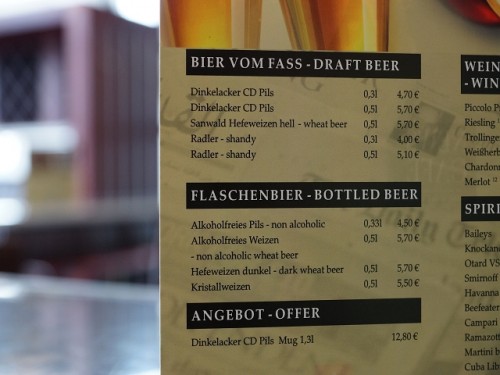 BIER VOM FASS - DRAFT BEER
Dinkelacker CD Pils 0,3l 4,70 €
Dinkelacker CD Pils 0,5l 5,70 €
Sanwald Hefeweizen hell - wheat beer 0,5l 5,70 €
Radler - shandy 0,3l 4,00 €
Radler - shandy 0,5l 5,10 €
FLASCHENBIER - BOTTLED BEER
Alkoholfreies Pils - non alcoholic 0,33l 4,50 €
Alkoholfreies Weizen 0,5l 5,70 €
- non alcoholic wheat beer
Hefeweizen dunkel - dark wheat beer 0,5l 5,70 €
Kristallweizen 0,5l 5,50 €
ANGEBOT - OFFER
Dinkelacker CD Pils Mug 1,3l 12,80 €
WEIN
- WIN
Piccolo P
Riesling
Trollinge
Weißherb
Chardon
Merlot
SPIRI
Baileys
Knockan
Otard VS
Smirnoff
Havanna
Beefeater
Campari
Ramazott
Martini b
Cuba Lib